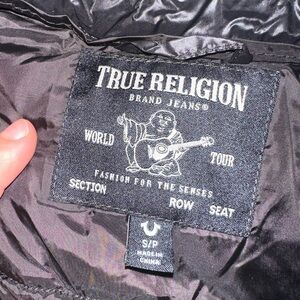 TRUE RELIGION
BRAND JEANS®
WORLD TOUR
FASHION FOR THE SENSES
SECTION ROW SEAT
S/P
MADE IN
CHINA